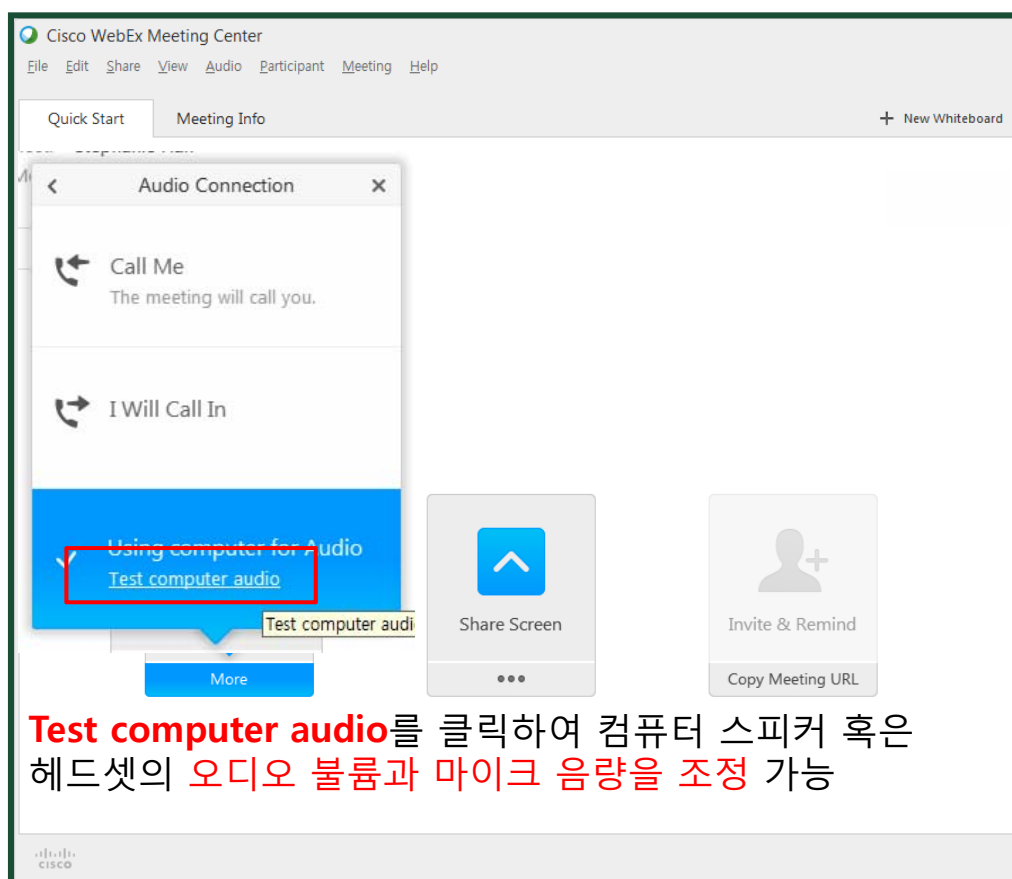 Cisco WebEx Meeting Center
File Edit Share View Audio Participant Meeting Help
Quick Start Meeting Info + New Whiteboard
< Audio Connection ×
Call Me
The meeting will call you.
I Will Call In
Using computer for Audio
Test computer audio
Test computer audi
Share Screen
Invite & Remind
More
Copy Meeting URL
Test computer audio를 클릭하여 컴퓨터 스피커 혹은
헤드셋의 오디오 불륨과 마이크 음량을 조정 가능
CISCO